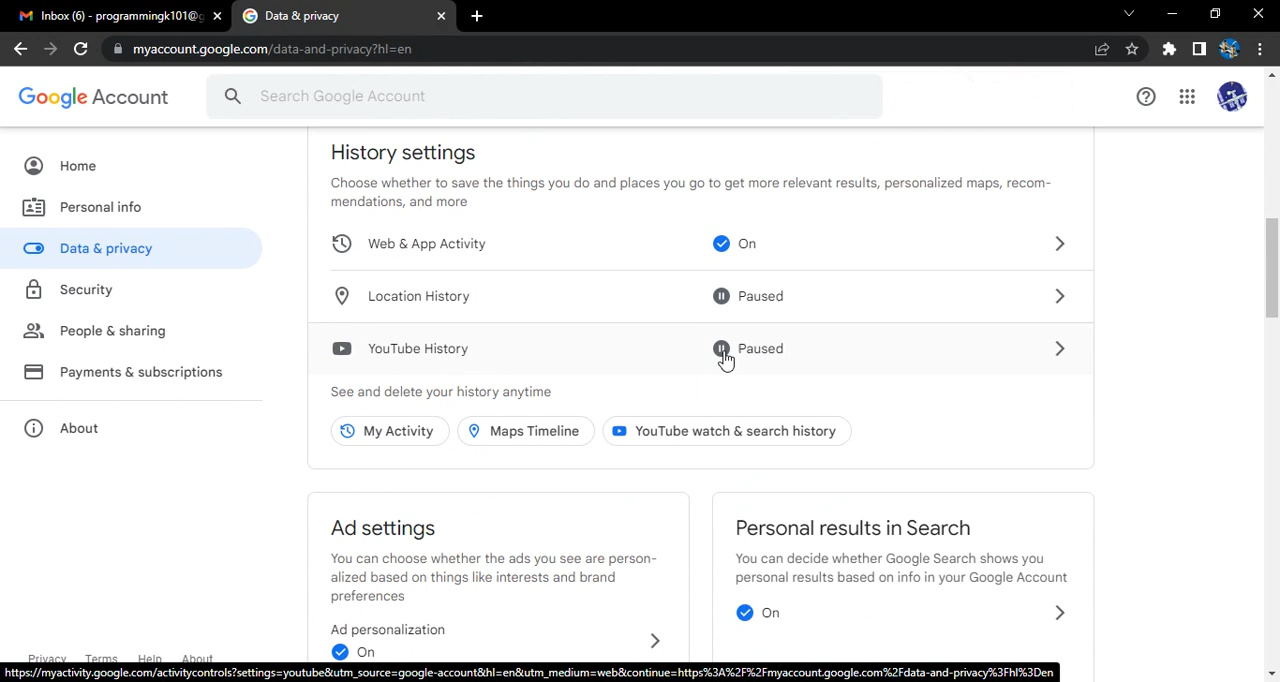 Inbox (6) - programmingk101@g
Data & privacy
myaccount.google.com/data-and-privacy?hl=en
Google Account
Search Google Account
Home
Personal info
Data & privacy
Security
People & sharing
Payments & subscriptions
About
History settings
Choose whether to save the things you do and places you go to get more relevant results, personalized maps, recom-
mendations, and more
Web & App Activity
On
Location History
Paused
YouTube History
Paused
See and delete your history anytime
My Activity
Maps Timeline
YouTube watch & search history
Ad settings
You can choose whether the ads you see are person-
alized based on things like interests and brand
preferences
Ad personalization
On
Personal results in Search
You can decide whether Google Search shows you
personal results based on info in your Google Account
On
Privacy Terms Help About
https://myactivity.google.com/activitycontrols?settings=youtube&utm_source=google-account&hl=en&utm_medium=web&continue=https%3A%2F%2Fmyaccount.google.com%2Fdata-and-privacy%3Fhl%3Den